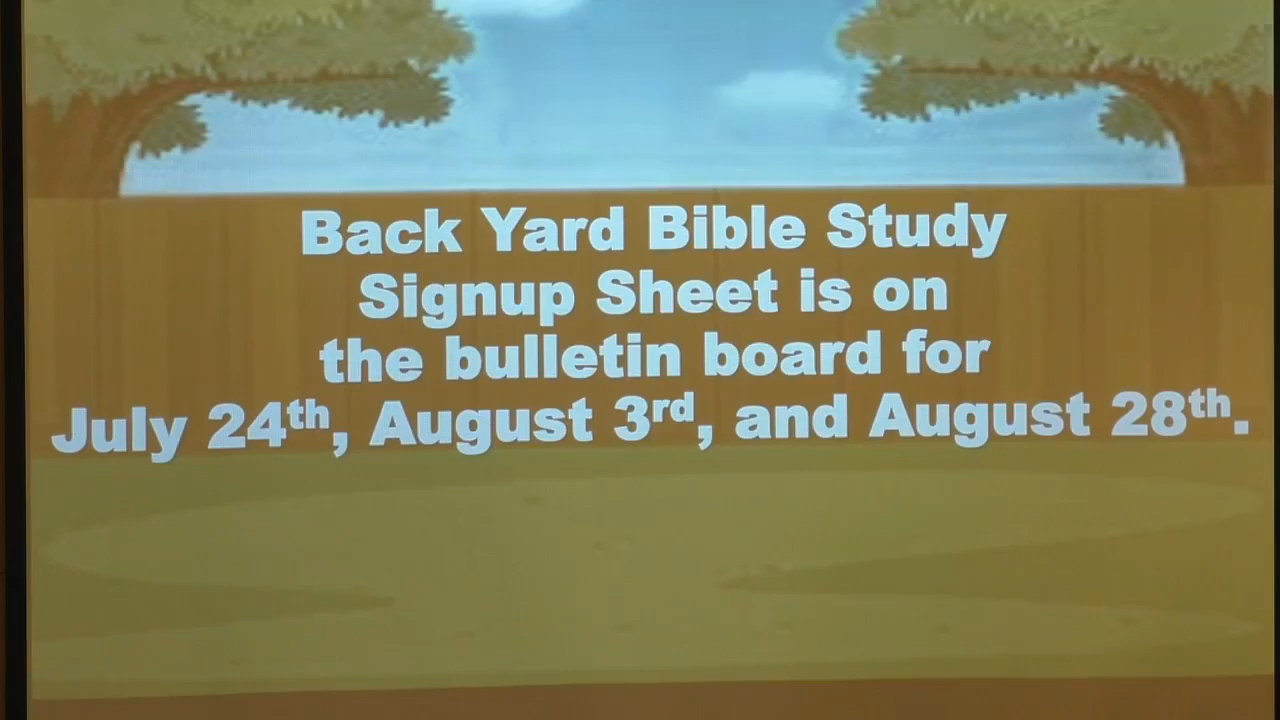 Back Yard Bible Study
Signup Sheet is on
the bulletin board for
July 24th, August 3rd, and August 28th.